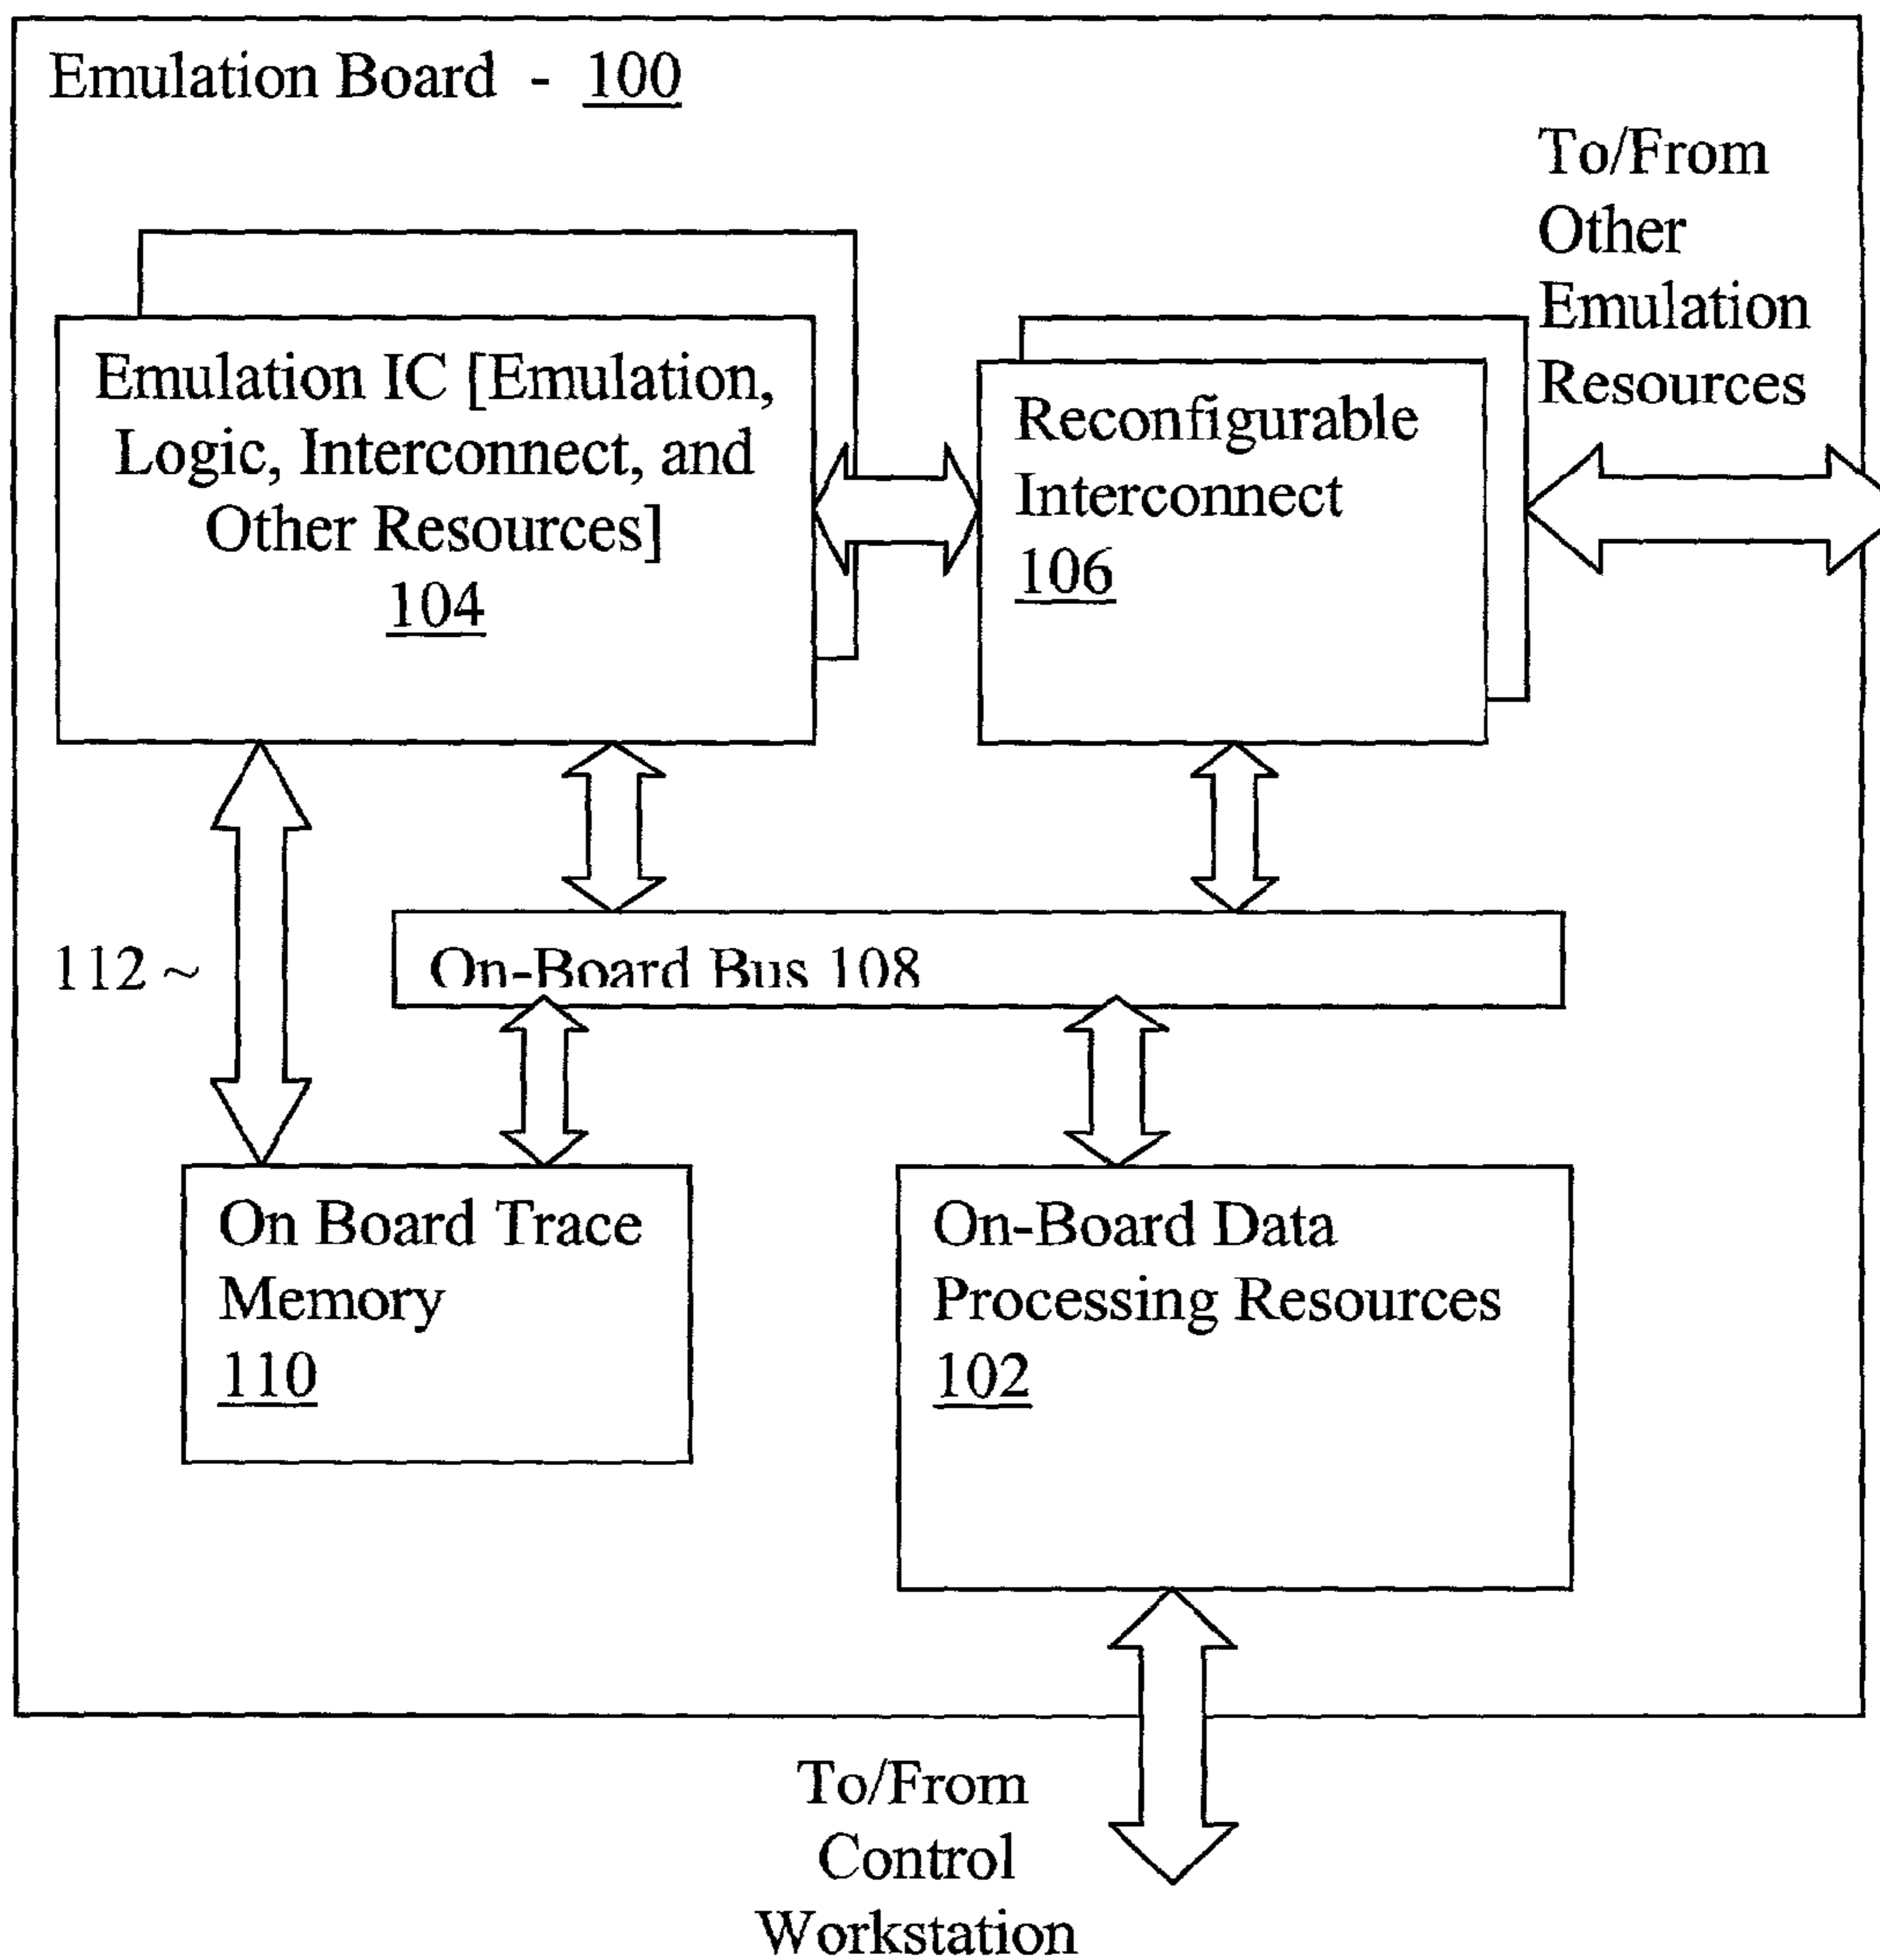 Emulation Board - 100
To/From
Other
Emulation
Resources
Emulation IC [Emulation,
Logic, Interconnect, and
Other Resources]
104
Reconfigurable
Interconnect
106
112 ~
On-Board Bus 108
On Board Trace
Memory
110
On-Board Data
Processing Resources
102
To/From
Control
Workstation